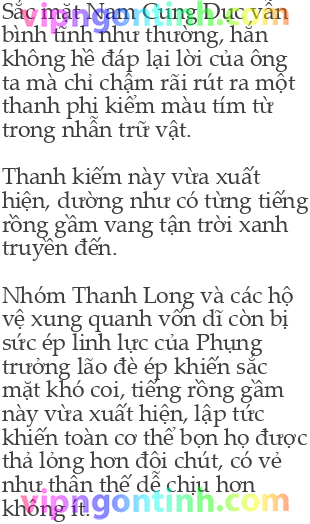 vipngontinh.com
Sắc mặt Nam Cung Dục vẫn
bình tĩnh như thường, hắn
không hề đáp lại lời của ông
ta mà chỉ chậm rãi rút ra một
thanh phi kiếm màu tím từ
trong nhẫn trữ vật.
Thanh kiếm này vừa xuất
hiện, dường như có từng tiếng
rồng gầm vang tận trời xanh
truyền đến.
Nhóm Thanh Long và các hộ
vệ xung quanh vốn dĩ còn bị
sức ép linh lực của Phụng
trưởng lão đè ép khiến sắc
mặt khó coi, tiếng rồng gầm
này vừa xuất hiện, lập tức
khiến toàn cơ thể bọn họ được
thả lỏng hơn đôi chút, có vẻ
như thân thế dễ chịu hơn
không ít.
vipngontinh.com